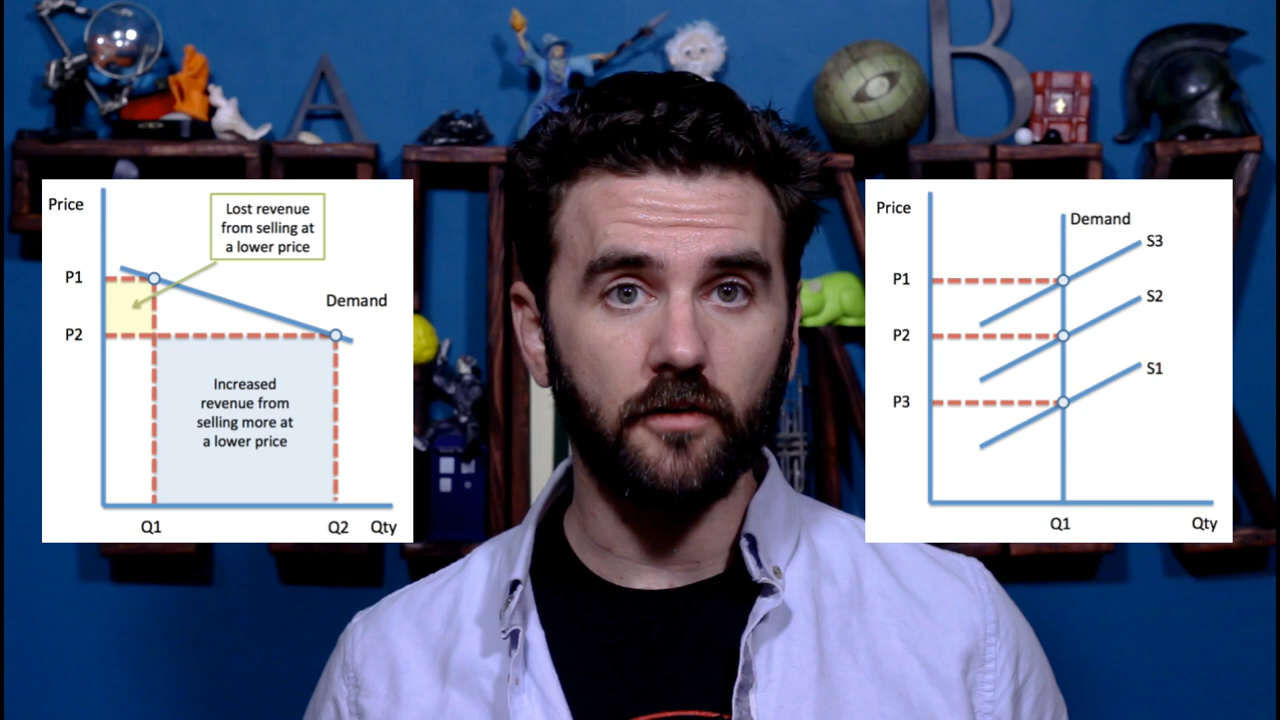 A
B
Price
Lost revenue
from selling at
a lower price
P1
Demand
P2
Increased
revenue from
selling more at
a lower price
Q1
Q2
Qty
Price
Demand
S3
P1
S2
P2
S1
P3
Q1
Qty